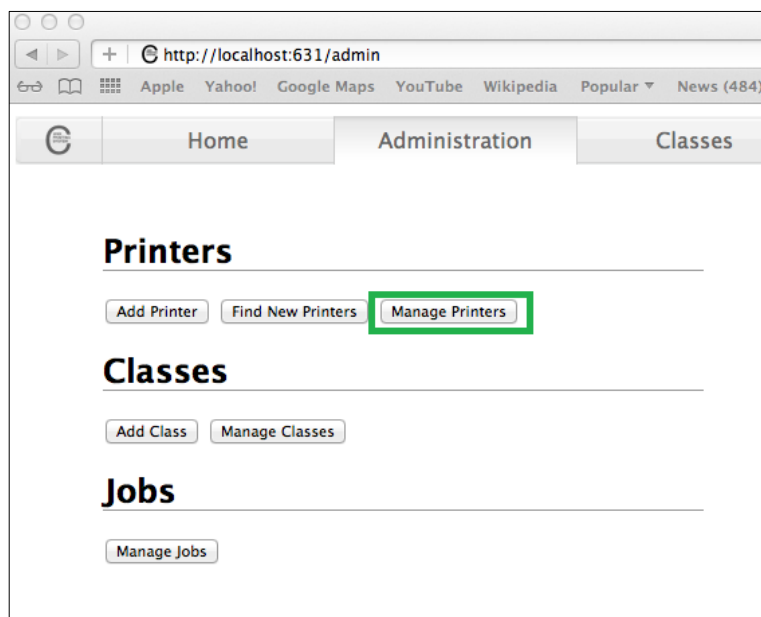 http://localhost:631/admin
Apple Yahoo! Google Maps YouTube Wikipedia Popular News (484)
Home Administration Classes
Printers
Add Printer Find New Printers Manage Printers
Classes
Add Class Manage Classes
Jobs
Manage Jobs